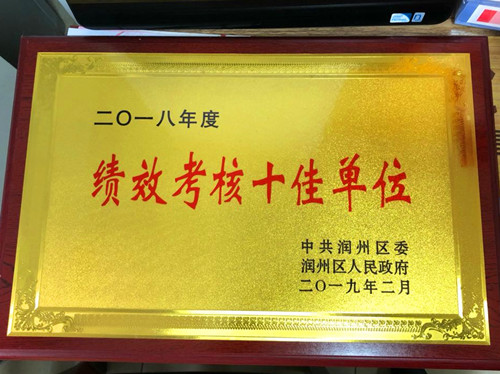 二〇一八年度
绩效考核十佳单位
中共润州区委
润州区人民政府
二〇一九年二月